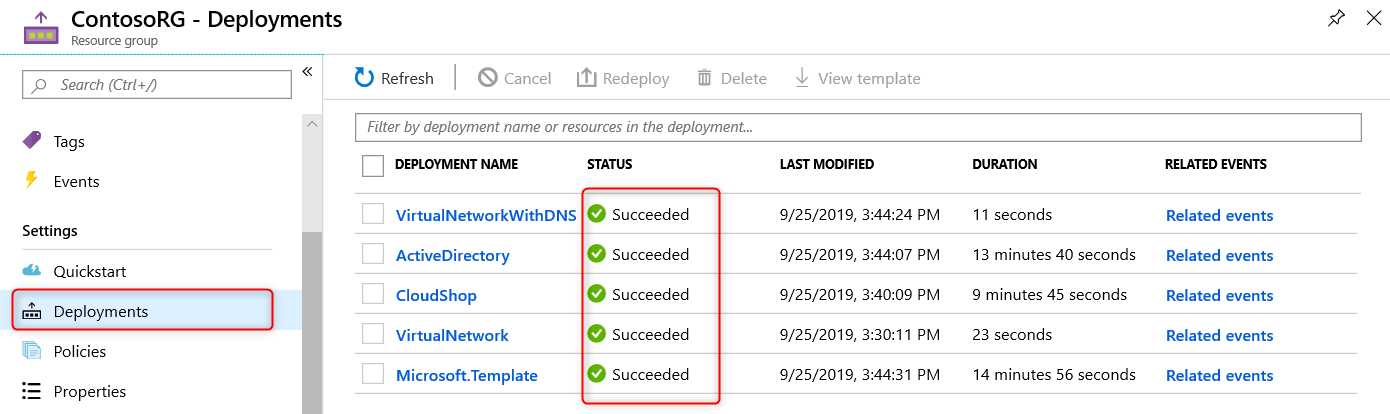 ContosoRG - Deployments
Resource group
Search (Ctrl+/)
Tags
Events
Settings
Quickstart
Deployments
Policies
Properties
Refresh Cancel Redeploy Delete View template
Filter by deployment name or resources in the deployment...
DEPLOYMENT NAME STATUS LAST MODIFIED DURATION RELATED EVENTS
VirtualNetworkWithDNS Succeeded 9/25/2019, 3:44:24 PM 11 seconds Related events
ActiveDirectory Succeeded 9/25/2019, 3:44:07 PM 13 minutes 40 seconds Related events
CloudShop Succeeded 9/25/2019, 3:40:09 PM 9 minutes 45 seconds Related events
VirtualNetwork Succeeded 9/25/2019, 3:30:11 PM 23 seconds Related events
Microsoft.Template Succeeded 9/25/2019, 3:44:31 PM 14 minutes 56 seconds Related events